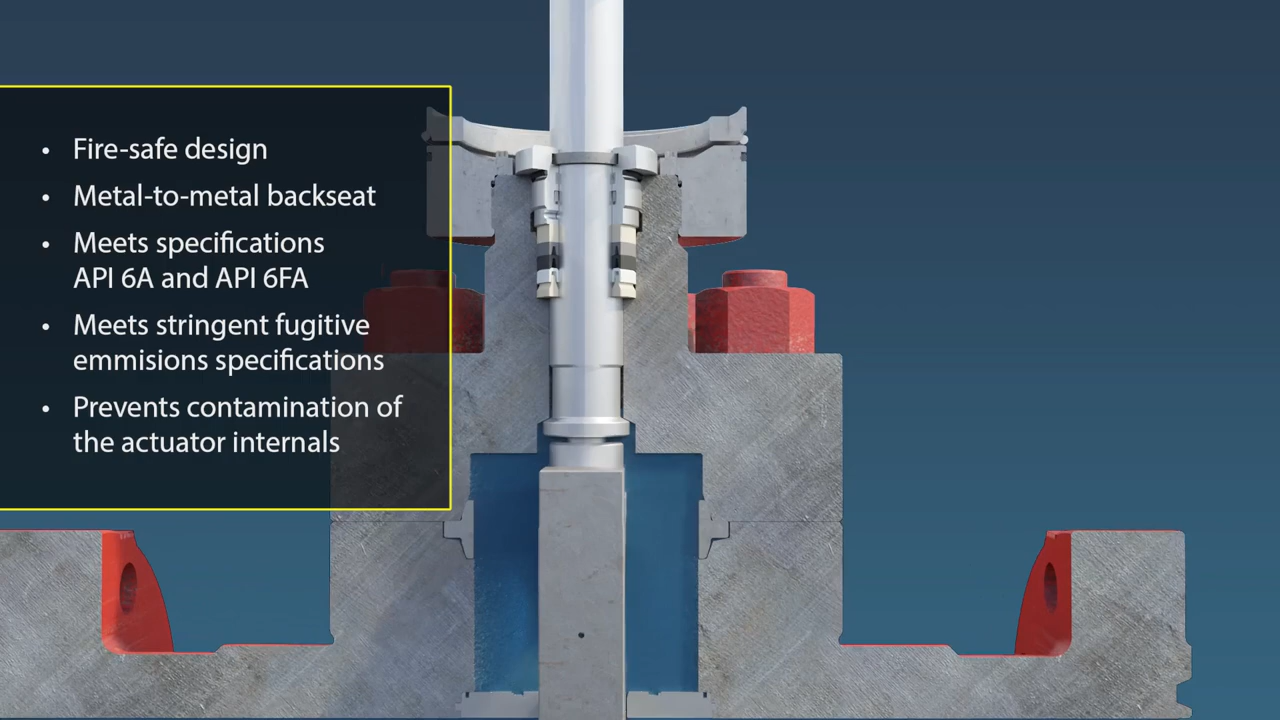 • Fire-safe design
• Metal-to-metal backseat
• Meets specifications
API 6A and API 6FA
• Meets stringent fugitive
emmisions specifications
• Prevents contamination of
the actuator internals